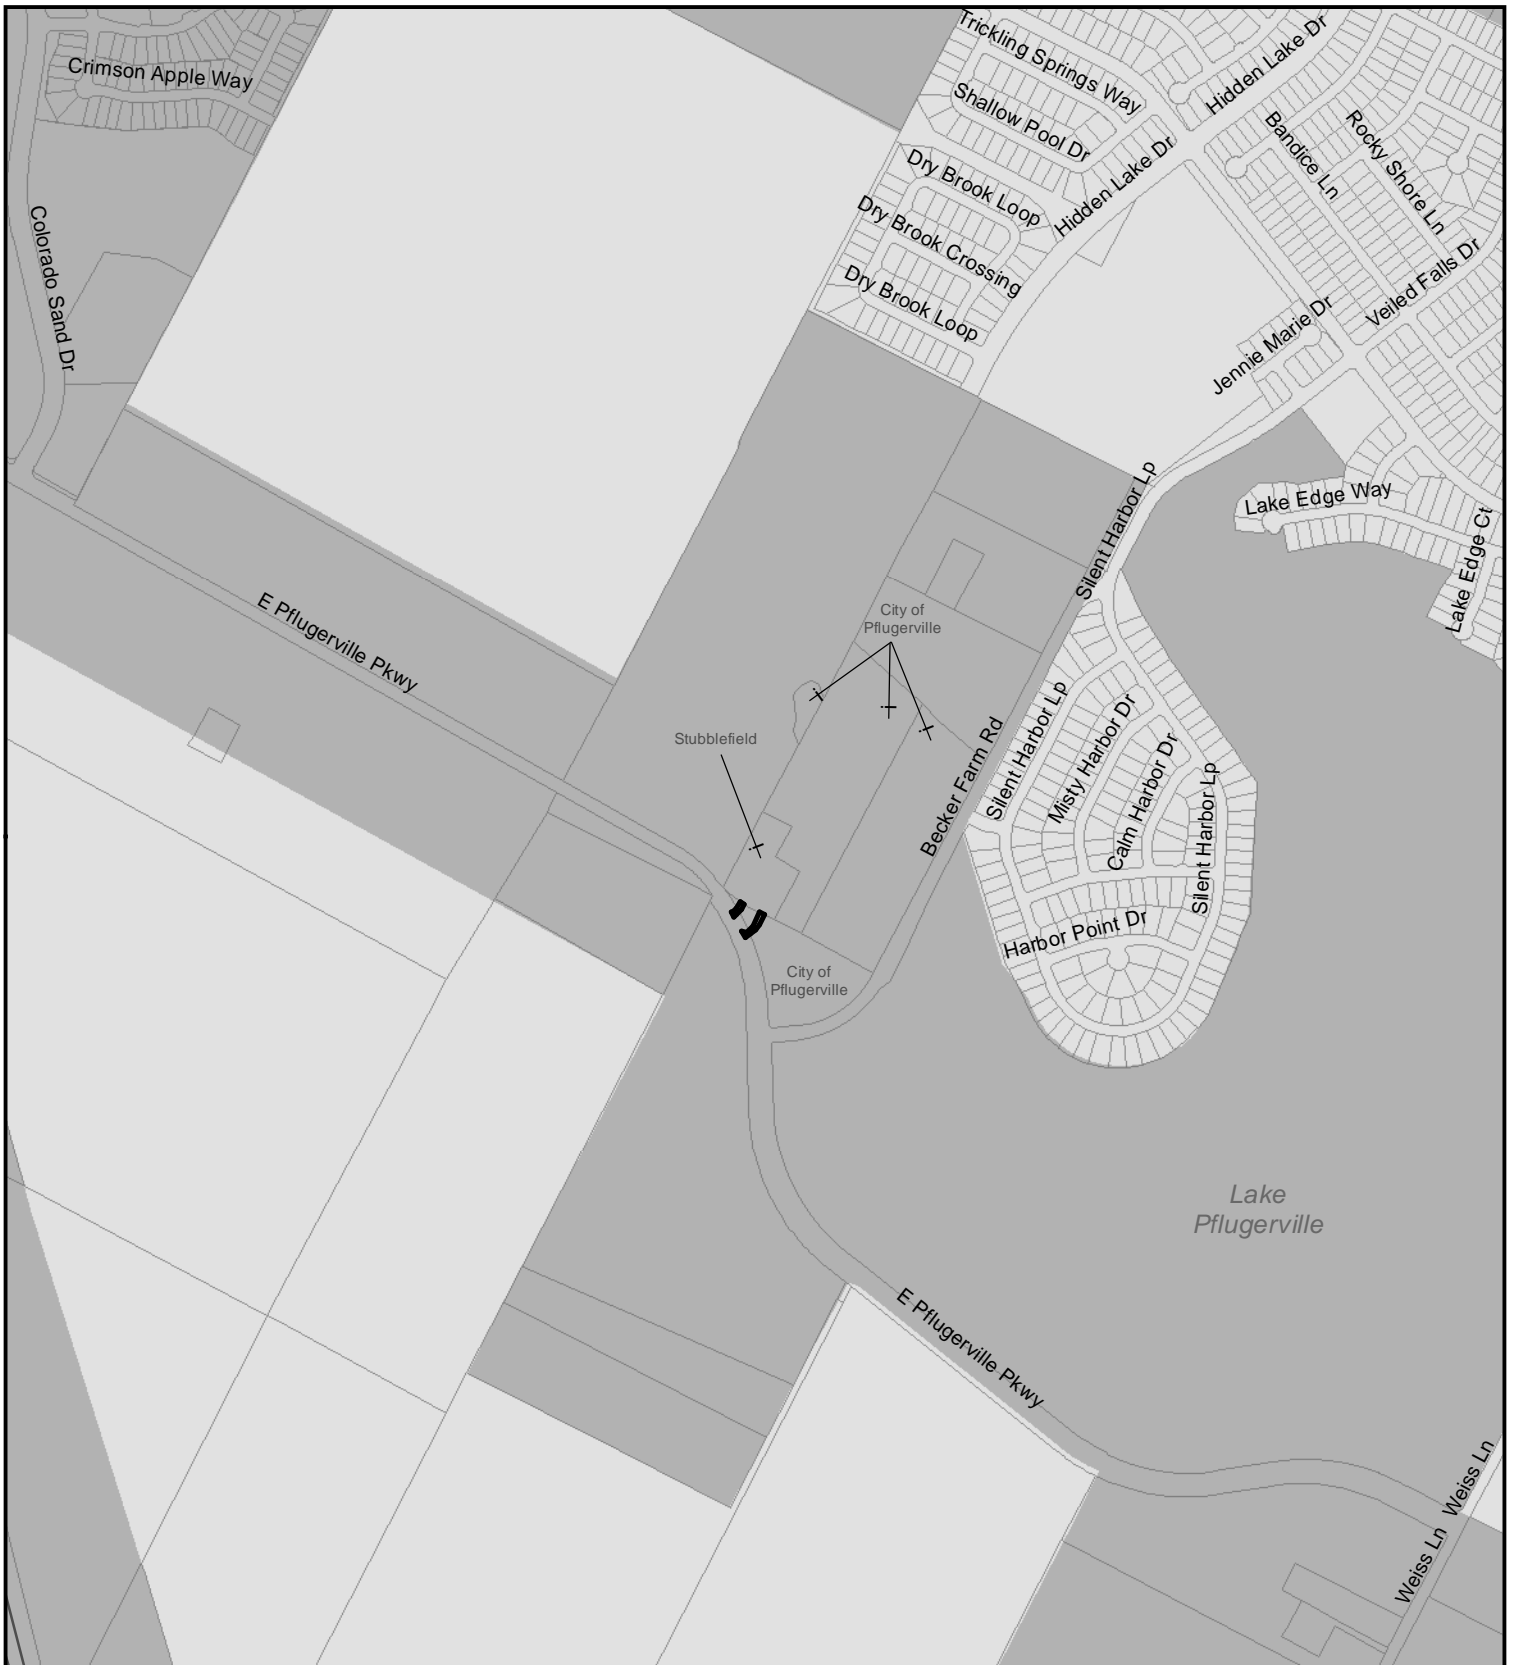 Trickling Springs Way
Hidden Lake Dr
Crimson Apple Way
Shallow Pool Dr
Bandice Ln
Rocky Shore Ln
Hidden Lake Dr
Dry Brook Loop
Dry Brook Crossing
Colorado Sand Dr
Veiled Falls Dr
Dry Brook Loop
Jennie Marie Dr
Silent Harbor Lp
Lake Edge Way
Lake Edge Ct
E Pflugerville Pkwy
City of
Pflugerville
Silent Harbor Lp
Misty Harbor Dr
Stubblefield
Becker Farm Rd
Calm Harbor Dr
Silent Harbor Lp
Harbor Point Dr
City of
Pflugerville
Lake
Pflugerville
E Pflugerville Pkwy
Weiss Ln
Weiss Ln